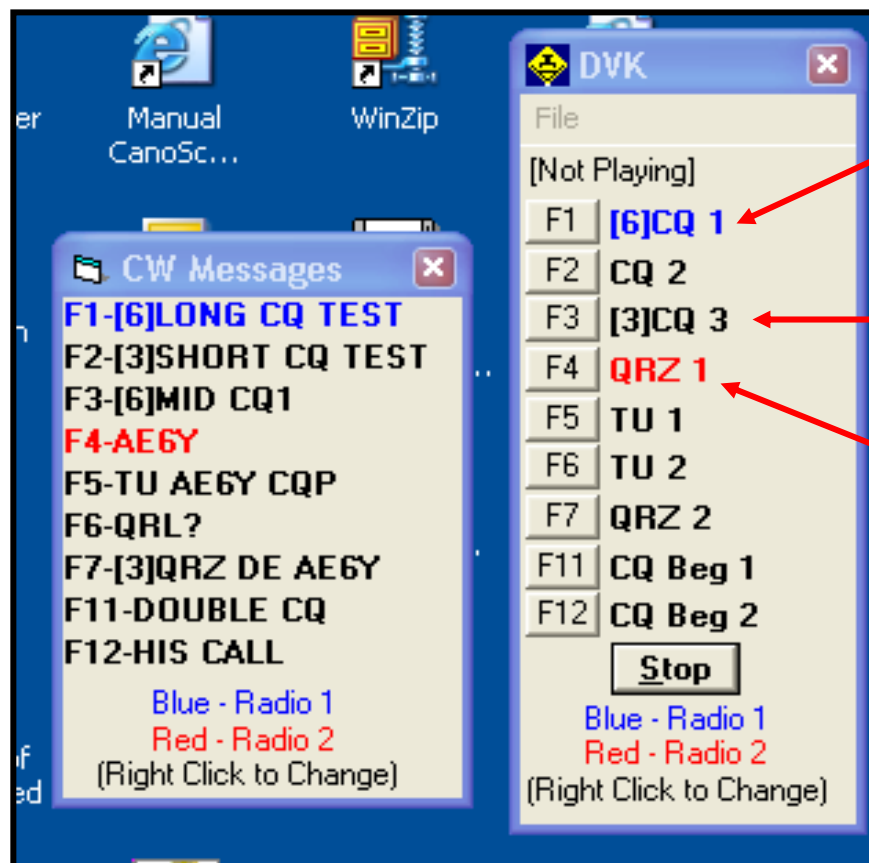 er
Manual
CanoSc...
WinZip
n
..
.
of
ed
CW Messages
F1-[6]LONG CQ TEST
F2-[3]SHORT CQ TEST
F3-[6]MID CQ1
F4-AE6Y
F5-TU AE6Y CQP
F6-QRL?
F7-[3]QRZ DE AE6Y
F11-DOUBLE CQ
F12-HIS CALL
Blue - Radio 1
Red - Radio 2
(Right Click to Change)
DVK
File
[Not Playing]
F1 [6]CQ 1
F2 CQ 2
F3 [3]CQ 3
F4 QRZ 1
F5 TU 1
F6 TU 2
F7 QRZ 2
F11 CQ Beg 1
F12 CQ Beg 2
Stop
Blue - Radio 1
Red - Radio 2
(Right Click to Change)